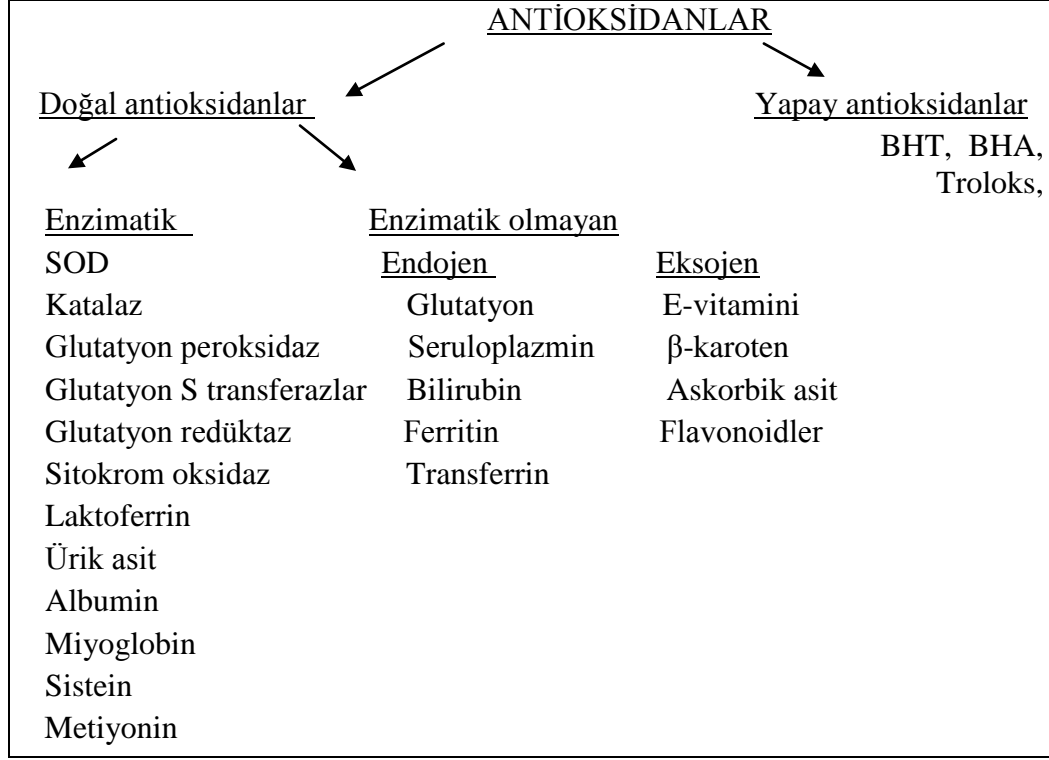 ANTİOKSİDANLAR
Doğal antioksidanlar Yapay antioksidanlar
BHT, BHA,
Troloks,
Enzimatik Enzimatik olmayan
SOD Endojen Eksojen
Katalaz Glutatyon E-vitamini
Glutatyon peroksidaz Seruloplazmin β-karoten
Glutatyon S transferazlar Bilirubin Askorbik asit
Glutatyon redüktaz Ferritin Flavonoidler
Sitokrom oksidaz Transferrin
Laktoferrin
Ürik asit
Albumin
Miyoglobin
Sistein
Metiyonin